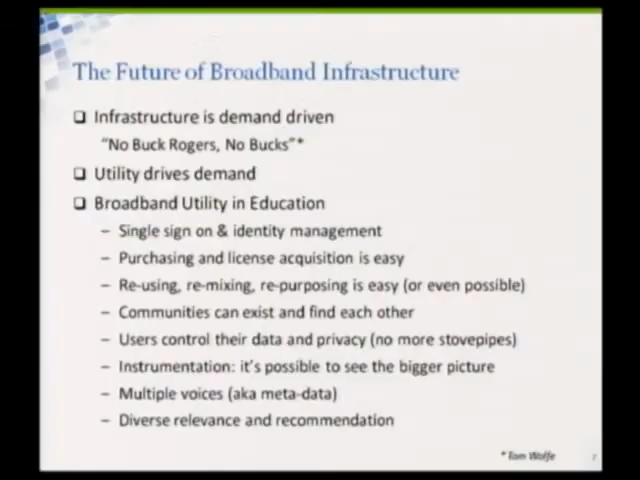 The Future of Broadband Infrastructure
❑ Infrastructure is demand driven
"No Buck Rogers, No Bucks"*
❑ Utility drives demand
❑ Broadband Utility in Education
– Single sign on & identity management
– Purchasing and license acquisition is easy
– Re-using, re-mixing, re-purposing is easy (or even possible)
– Communities can exist and find each other
– Users control their data and privacy (no more stovepipes)
– Instrumentation: it's possible to see the bigger picture
– Multiple voices (aka meta-data)
– Diverse relevance and recommendation
* Tom Wolfe